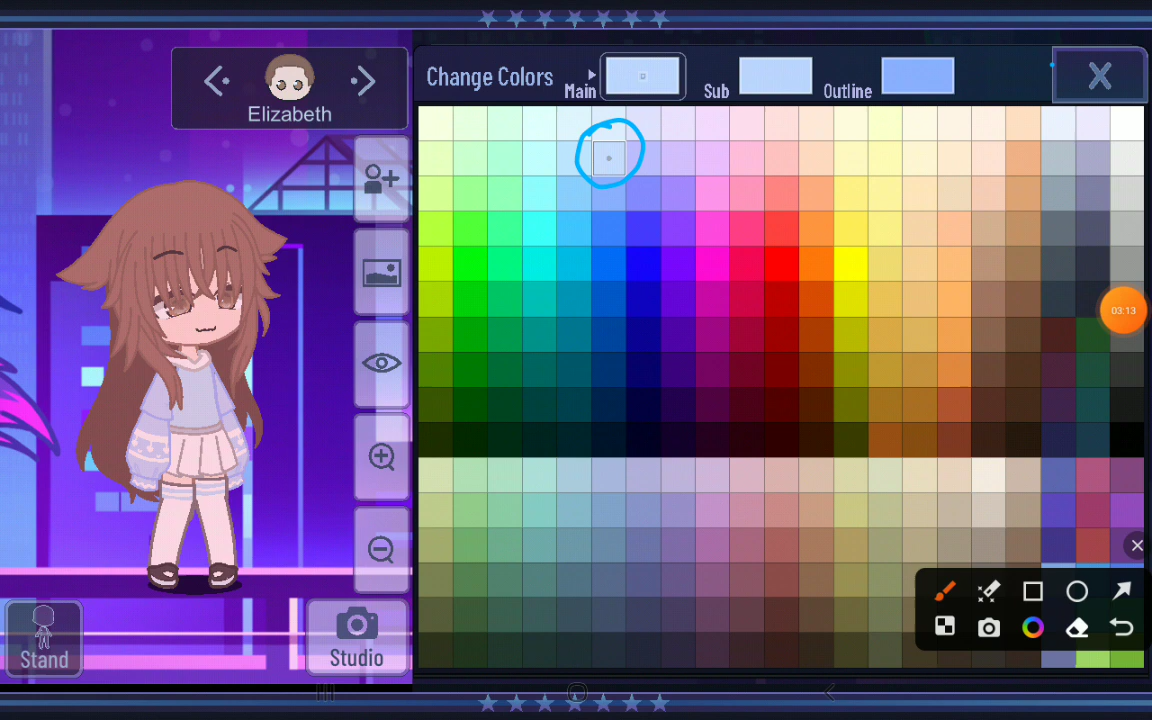 Elizabeth
Change Colors
Main
Sub
Outline
X
03:13
Stand
Studio